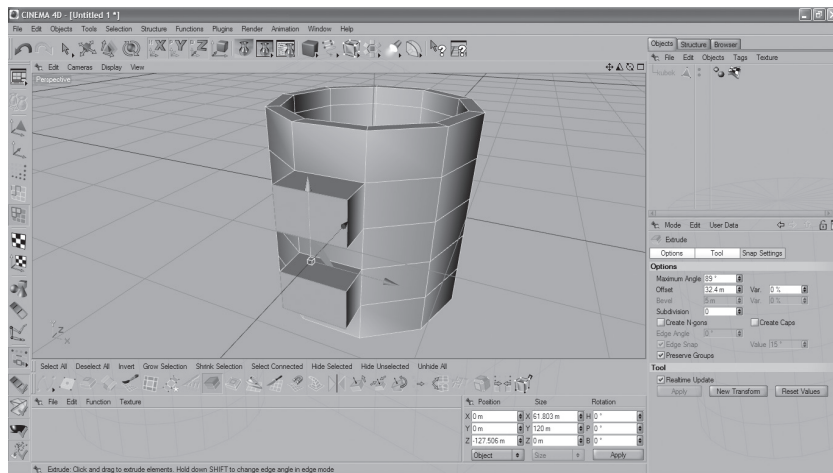 CINEMA 4D - [Untitled 1 *]
File Edit Objects Tools Selection Structure Functions Plugins Render Animation Window Help
Edit Cameras Display View
Perspective
Z
X
Select All Deselect All Invert Grow Selection Shrink Selection Select Connected Hide Selected Hide Unselected Unhide All
File Edit Function Texture
Position Size Rotation
X 0 m X 61.803 m H 0 °
Y 0 m Y 120 m P 0 °
Z -127.506 m Z 0 m B 0 °
Object Size Apply
Extrude: Click and drag to extrude elements. Hold down SHIFT to change edge angle in edge mode
Objects Structure Browser
File Edit Objects Tags Texture
Mode Edit User Data
Extrude
Options Tool Snap Settings
Options
Maximum Angle 89 °
Offset 32.4 m Var. 0 %
Bevel 5 m Var. 0 %
Subdivision 0
Create N-gons Create Caps
Edge Angle 0 °
Edge Snap Value 15 °
Preserve Groups
Tool
Realtime Update
Apply New Transform Reset Values